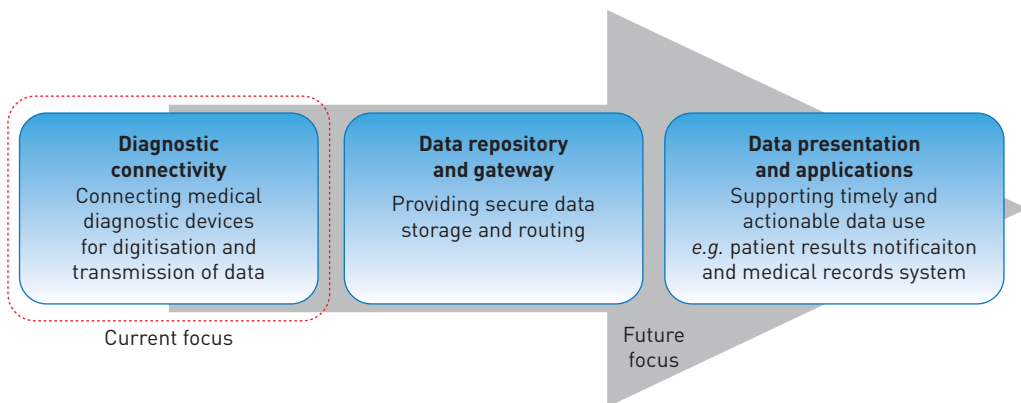 Diagnostic
connectivity
Connecting medical
diagnostic devices
for digitisation and
transmission of data
Data repository
and gateway
Providing secure data
storage and routing
Data presentation
and applications
Supporting timely and
actionable data use
e.g. patient results notificaiton
and medical records system
Current focus
Future
focus